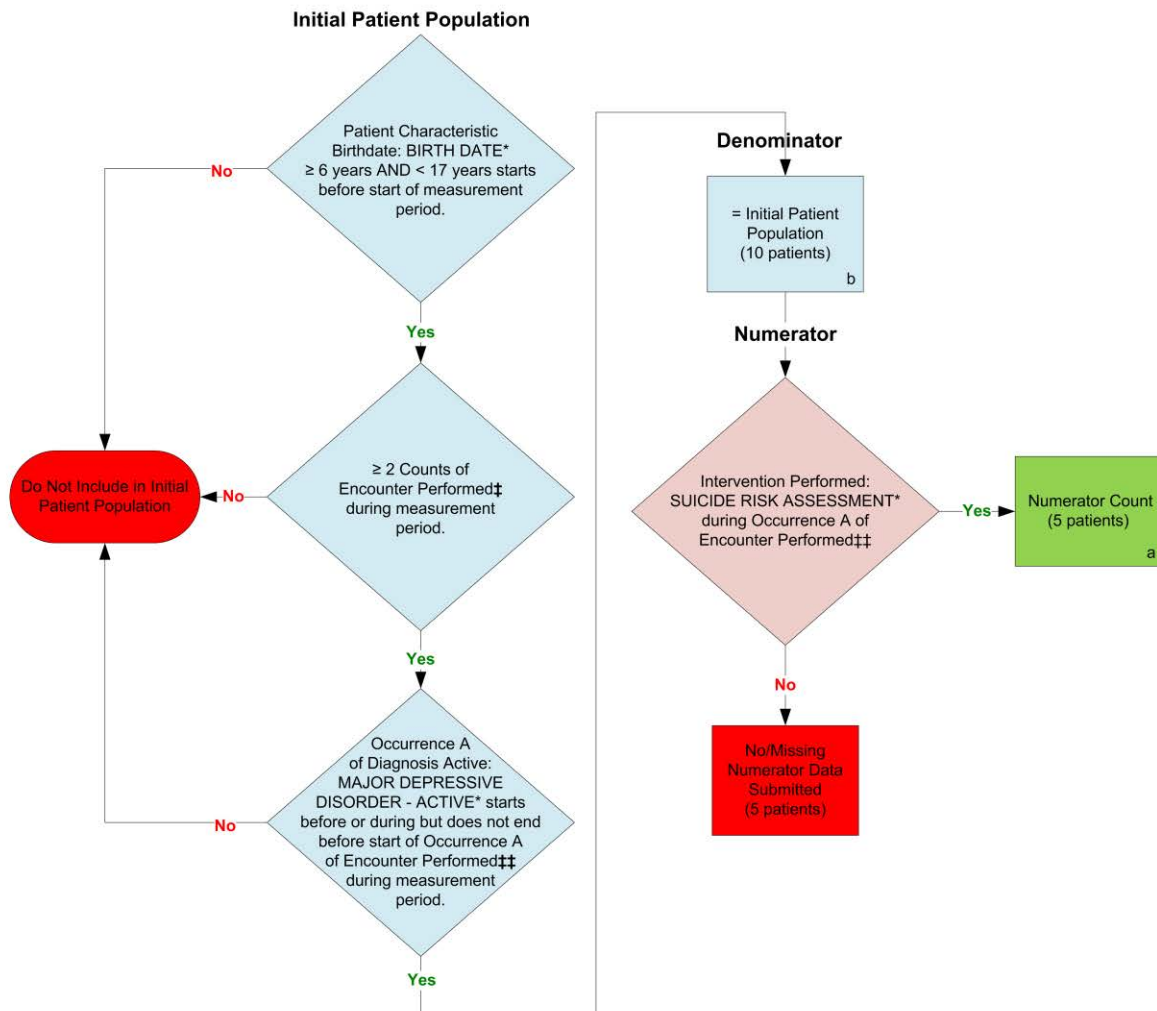 Initial Patient Population
Patient Characteristic
Birthdate: BIRTH DATE*
≥ 6 years AND < 17 years starts
before start of measurement
period.
No
Yes
≥ 2 Counts of
Encounter Performed‡
during measurement
period.
No
Do Not Include in Initial
Patient Population
Yes
Occurrence A
of Diagnosis Active:
MAJOR DEPRESSIVE
DISORDER - ACTIVE* starts
before or during but does not end
before start of Occurrence A
of Encounter Performed‡‡
during measurement
period.
No
Yes
Denominator
= Initial Patient
Population
(10 patients)
b
Numerator
Intervention Performed:
SUICIDE RISK ASSESSMENT*
during Occurrence A of
Encounter Performed‡‡
Yes
Numerator Count
(5 patients)
a
No
No/Missing
Numerator Data
Submitted
(5 patients)